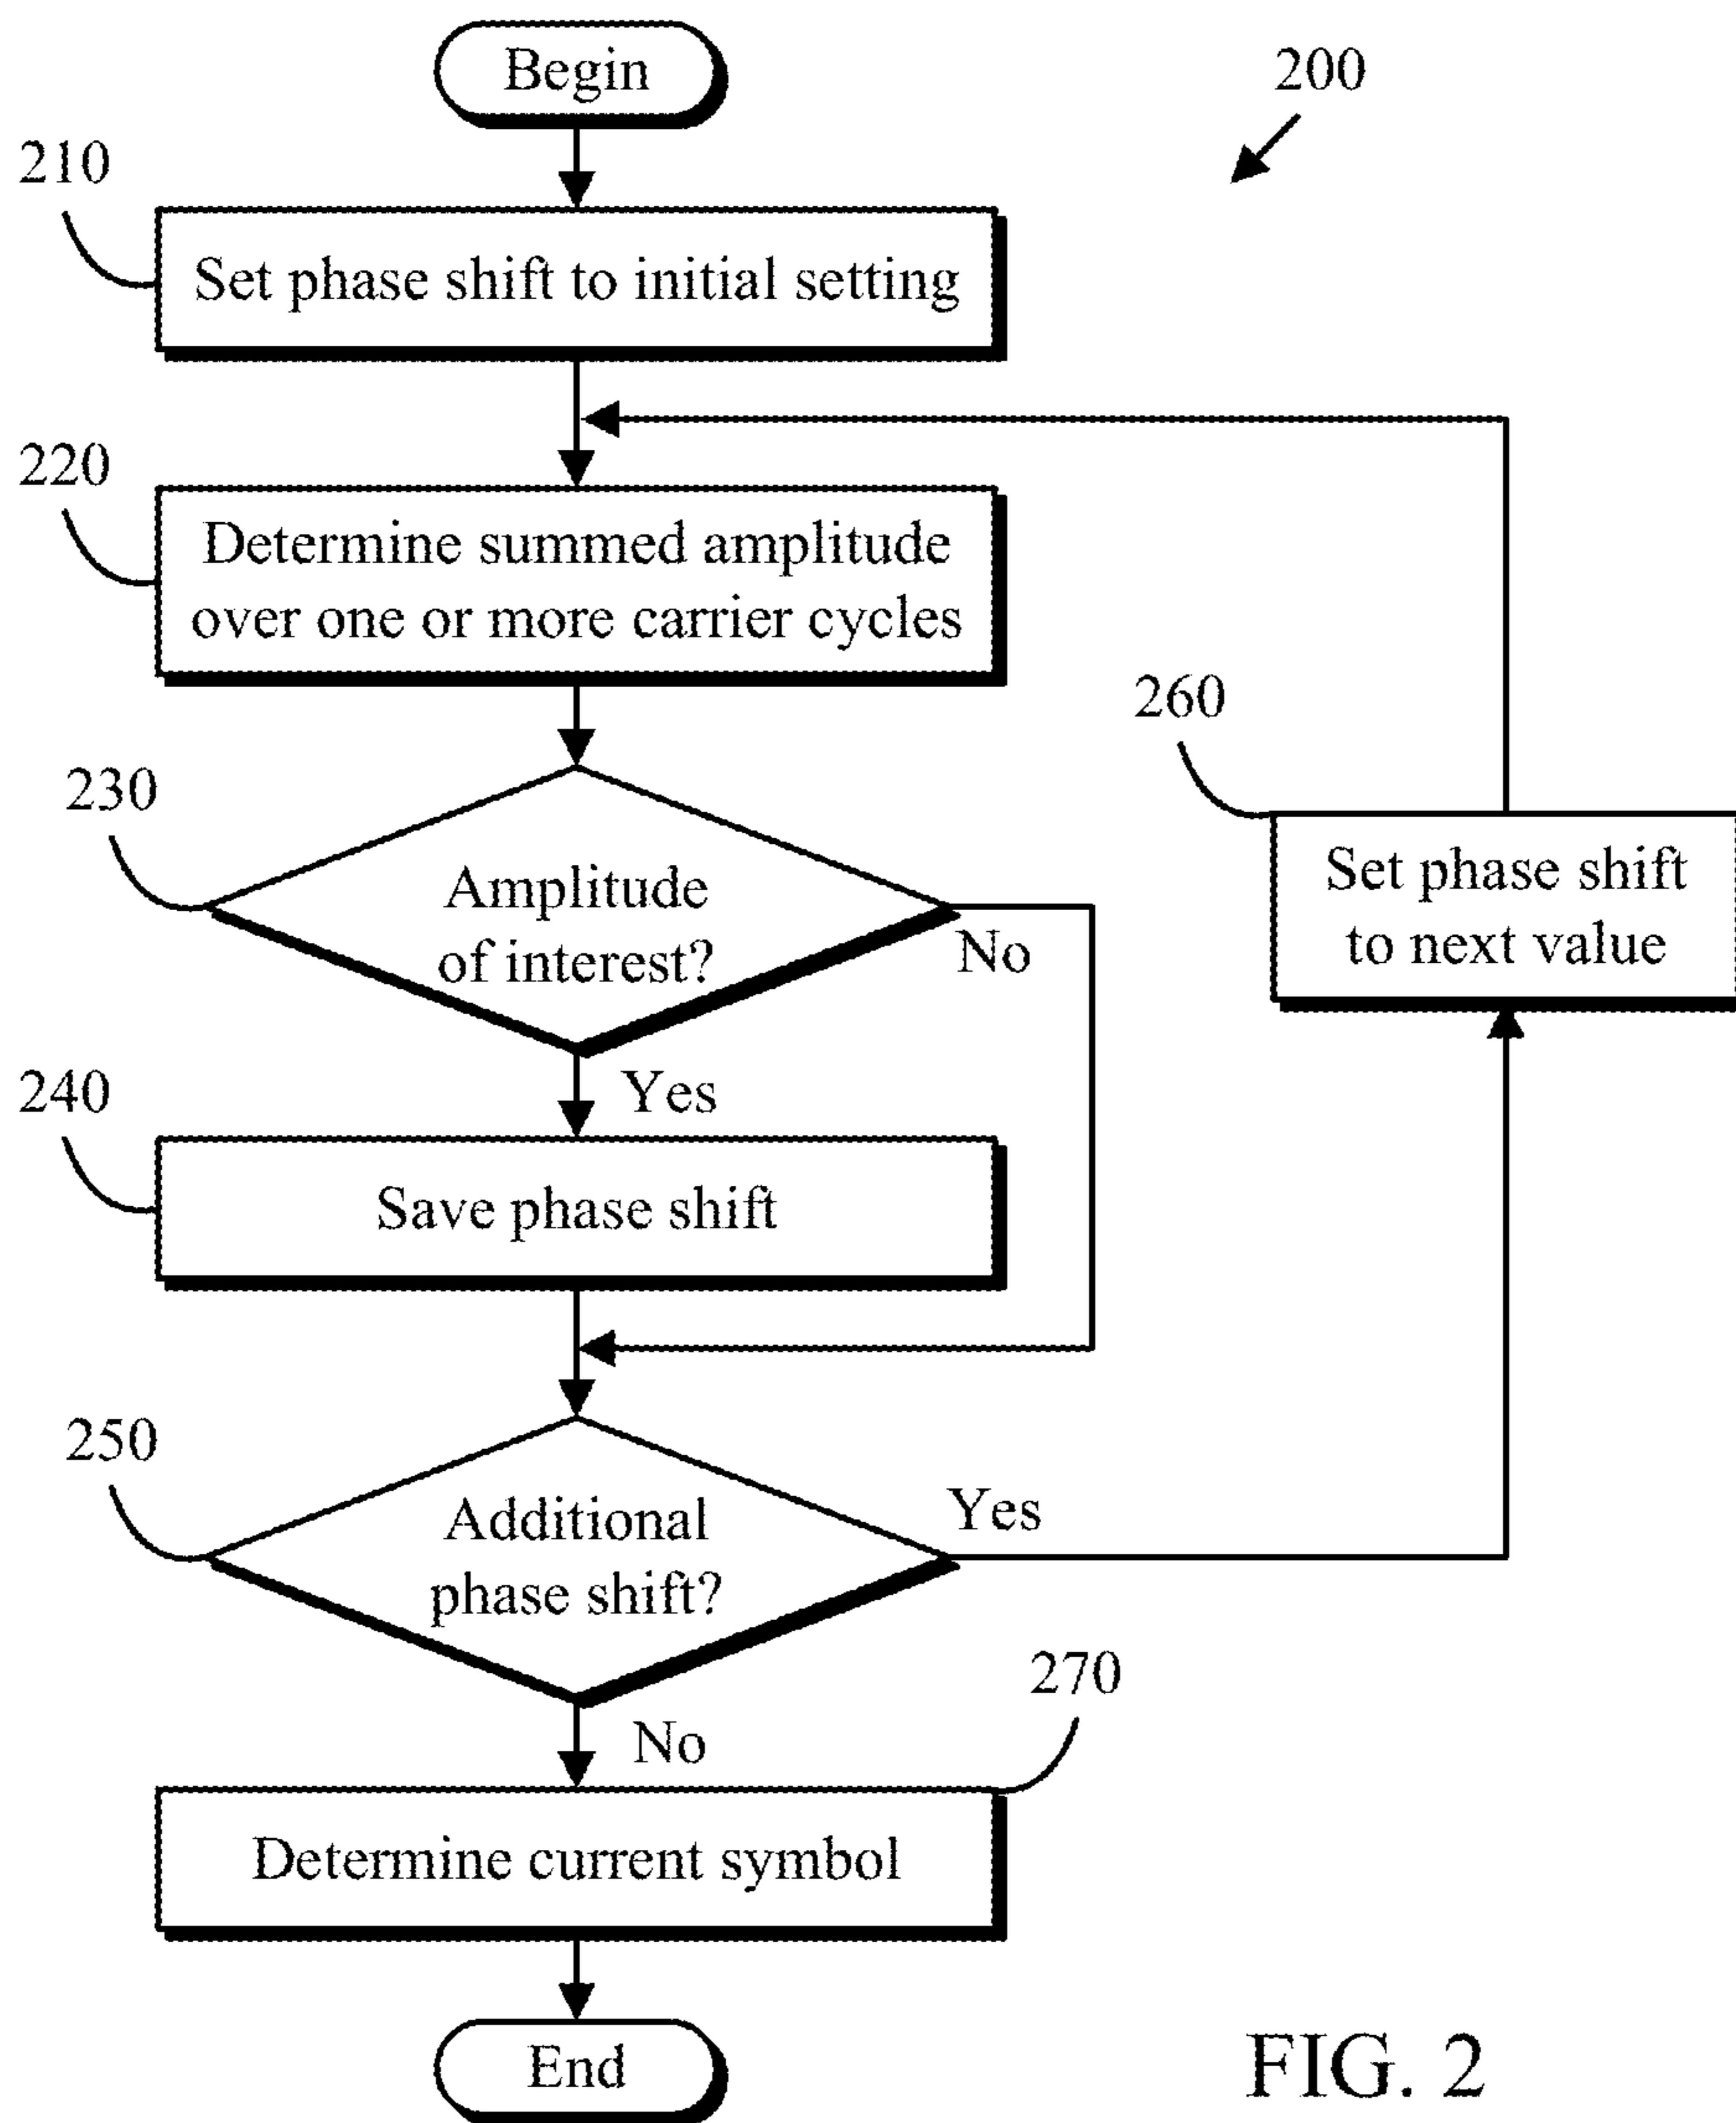 Begin
200
210
Set phase shift to initial setting
220
Determine summed amplitude
over one or more carrier cycles
260
Set phase shift
to next value
230
Amplitude
of interest?
No
Yes
240
Save phase shift
250
Additional
phase shift?
Yes
No
270
Determine current symbol
End
FIG. 2